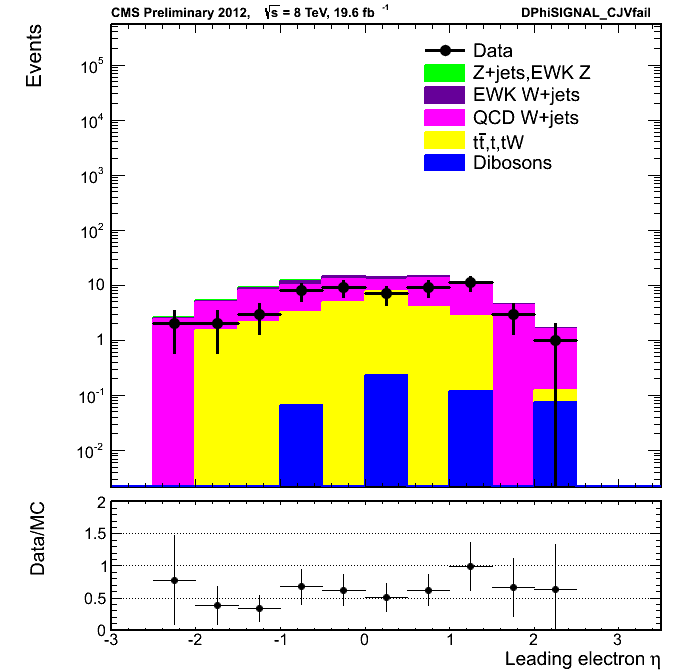 CMS Preliminary 2012, √s = 8 TeV, 19.6 fb⁻¹ DPhiSIGNAL_CJVfail
Events
Data
Z+jets,EWK Z
EWK W+jets
QCD W+jets
tt̄,t,tW
Dibosons
10⁵
10⁴
10³
10²
10
1
10⁻¹
10⁻²
Data/MC
2
1.5
1
0.5
0
-3 -2 -1 0 1 2 3
Leading electron η